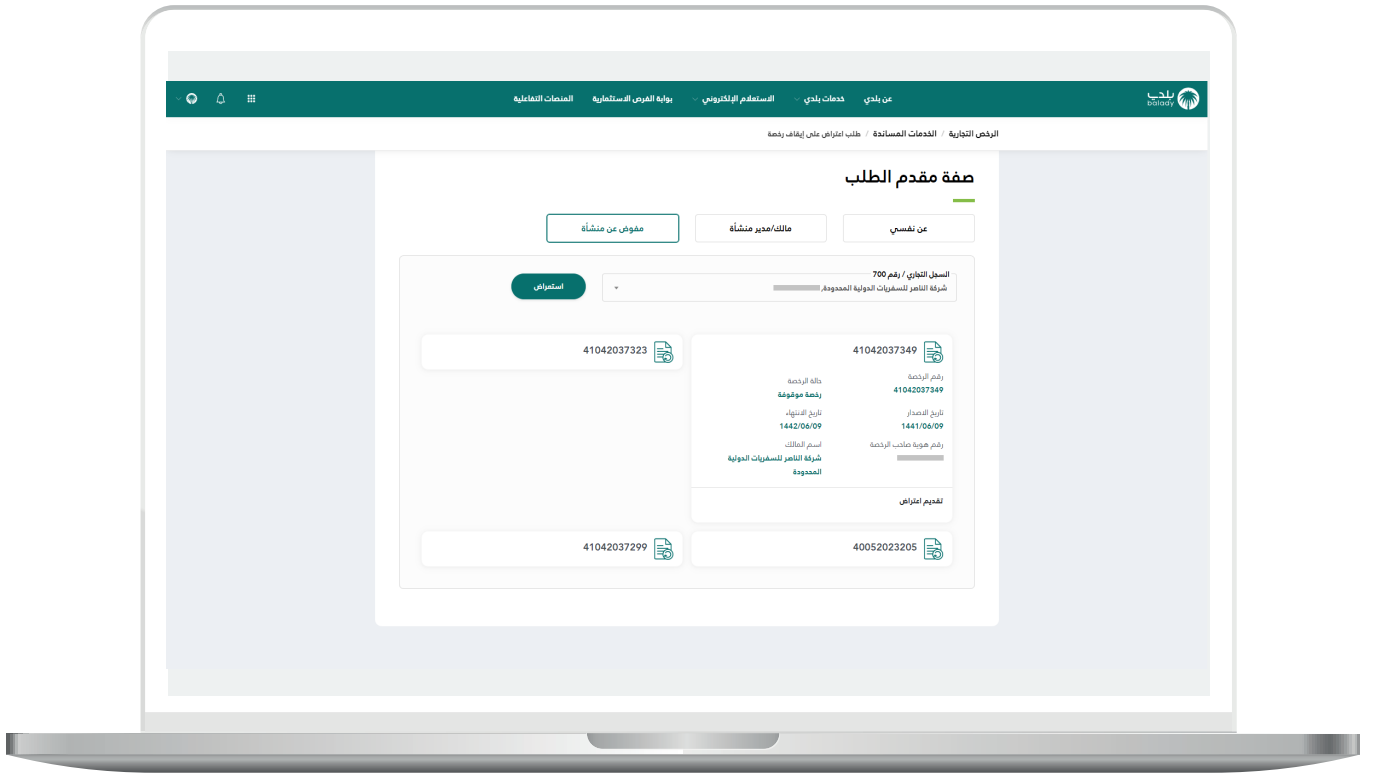 بلدي
balady
عن بلدي
خدمات بلدي
الاستعلام الإلكتروني
بوابة الفرص الاستثمارية
المنصات التفاعلية
الرخص التجارية / الخدمات المساندة / طلب اعتراض على إيقاف رخصة
صفة مقدم الطلب
عن نفسي
مالك/مدير منشأة
مفوض عن منشأة
السجل التجاري / رقم 700
شركة الناصر للسفريات الدولية المحدودة,
استعراض
41042037349
رقم الرخصة
41042037349
حالة الرخصة
رخصة موقوفة
تاريخ الاصدار
1441/06/09
تاريخ الانتهاء
1442/06/09
رقم هوية صاحب الرخصة
اسم المالك
شركة الناصر للسفريات الدولية
المحدودة
تقديم اعتراض
41042037323
40052023205
41042037299